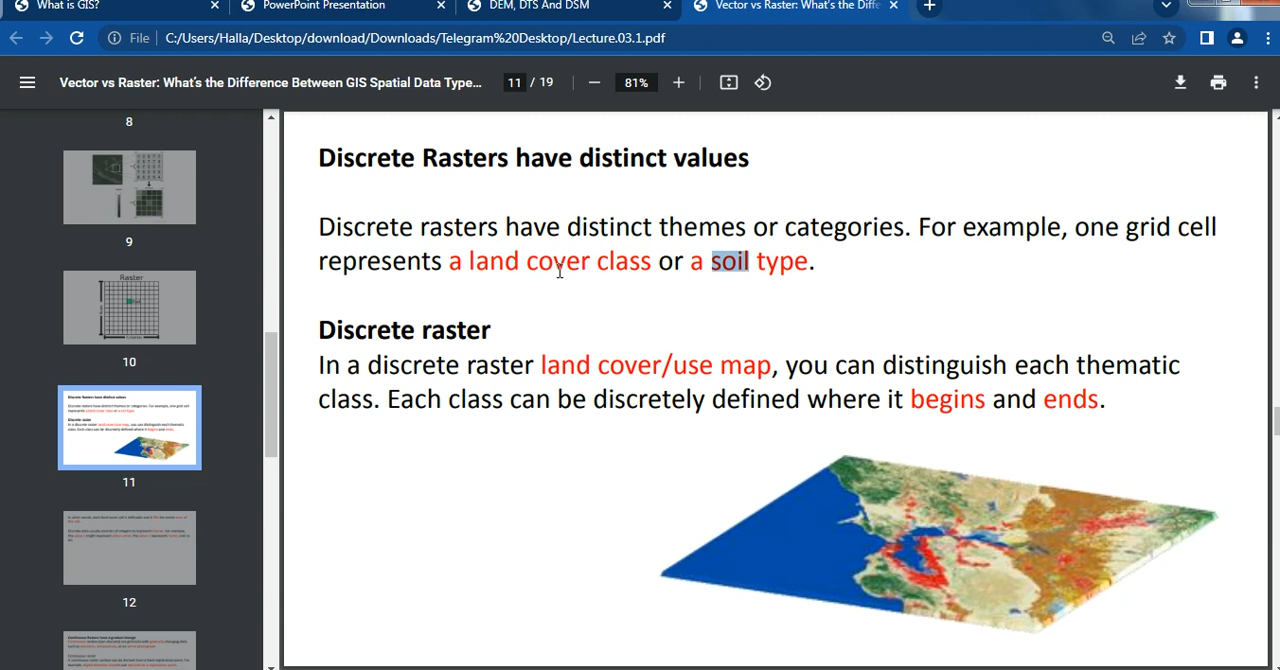 What is GIS?
PowerPoint Presentation
DEM, DTS And DSM
Vector vs Raster: What's the Diffe
File
C:/Users/Halla/Desktop/download/Downloads/Telegram%20Desktop/Lecture.03.1.pdf
Vector vs Raster: What's the Difference Between GIS Spatial Data Type...
11 / 19
81%
8
9
Raster
10
11
12
Discrete Rasters have distinct values
Discrete rasters have distinct themes or categories. For example, one grid cell
represents a land cover class or a soil type.
Discrete raster
In a discrete raster land cover/use map, you can distinguish each thematic
class. Each class can be discretely defined where it begins and ends.